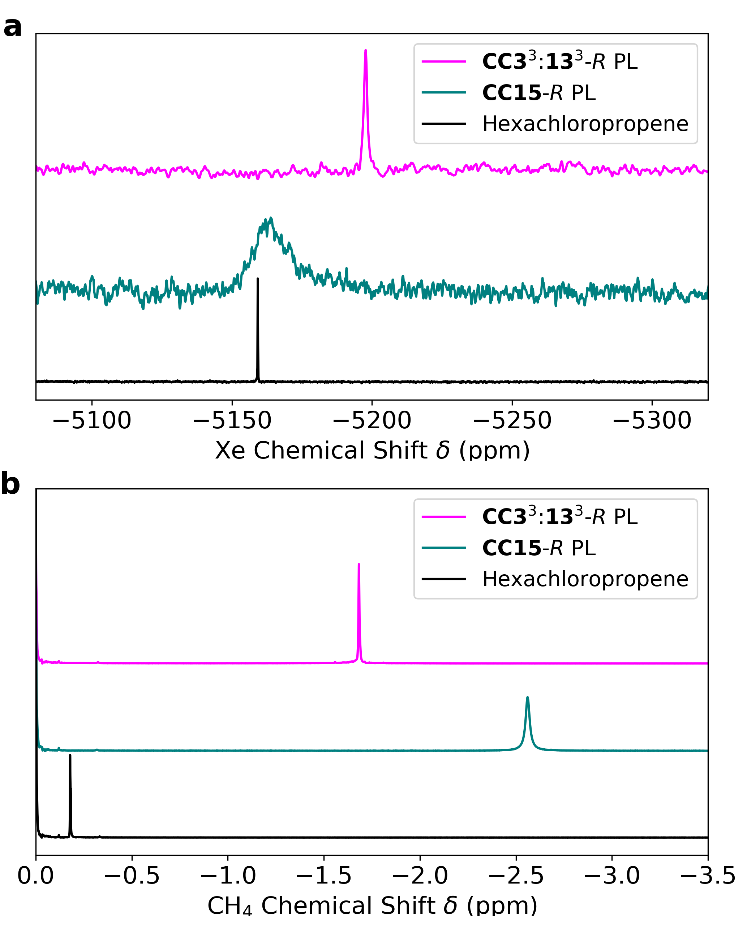 a
CC3³:13³-R PL
CC15-R PL
Hexachloropropene
−5100 −5150 −5200 −5250 −5300
Xe Chemical Shift δ (ppm)
b
CC3³:13³-R PL
CC15-R PL
Hexachloropropene
0.0 −0.5 −1.0 −1.5 −2.0 −2.5 −3.0 −3.5
CH₄ Chemical Shift δ (ppm)